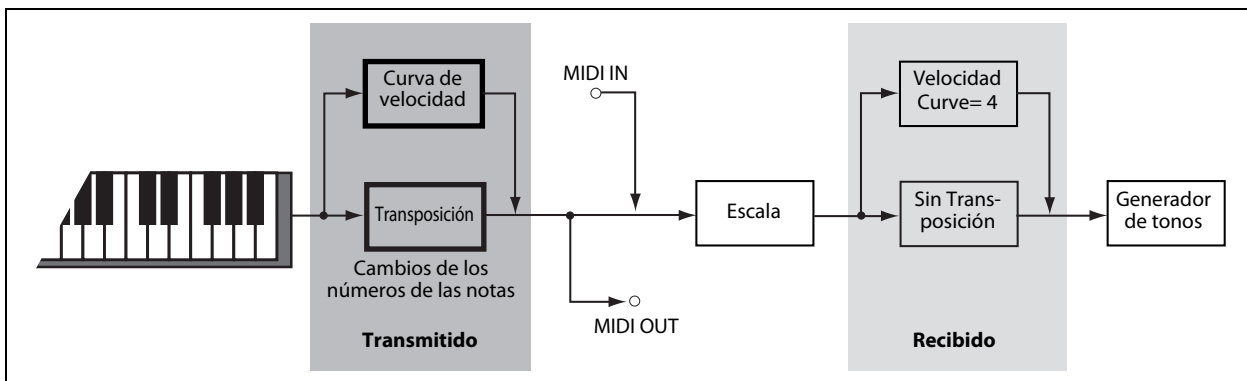 Curva de
velocidad
Transposición
Cambios de los
números de las notas
Transmitido
MIDI IN
MIDI OUT
Escala
Velocidad
Curve= 4
Sin Trans-
posición
Recibido
Generador
de tonos